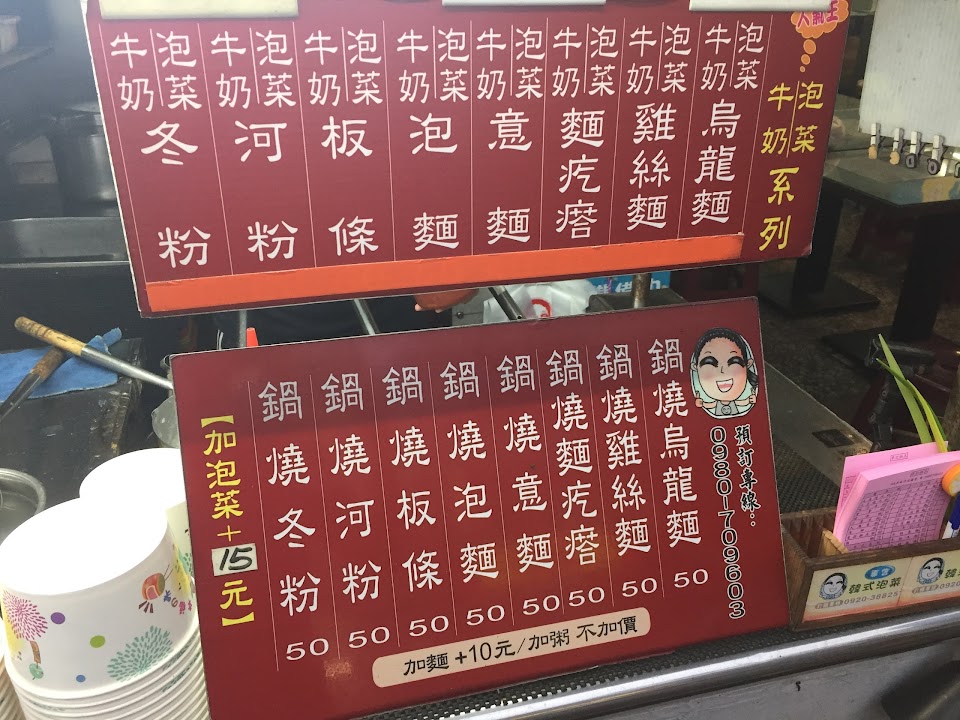 人氣王
泡菜牛奶系列
泡菜牛奶烏龍麵
泡菜牛奶雞絲麵
泡菜牛奶麵疙瘩
泡菜牛奶意麵
泡菜牛奶泡麵
泡菜牛奶板條
泡菜牛奶河粉
泡菜牛奶冬粉
預訂專線:
0980-709603
鍋燒烏龍麵 50
鍋燒雞絲麵 50
鍋燒麵疙瘩 50
鍋燒意麵 50
鍋燒泡麵 50
鍋燒板條 50
鍋燒河粉 50
鍋燒冬粉 50
【加泡菜+15元】
加麵+10元/加粥 不加價
韓式泡菜